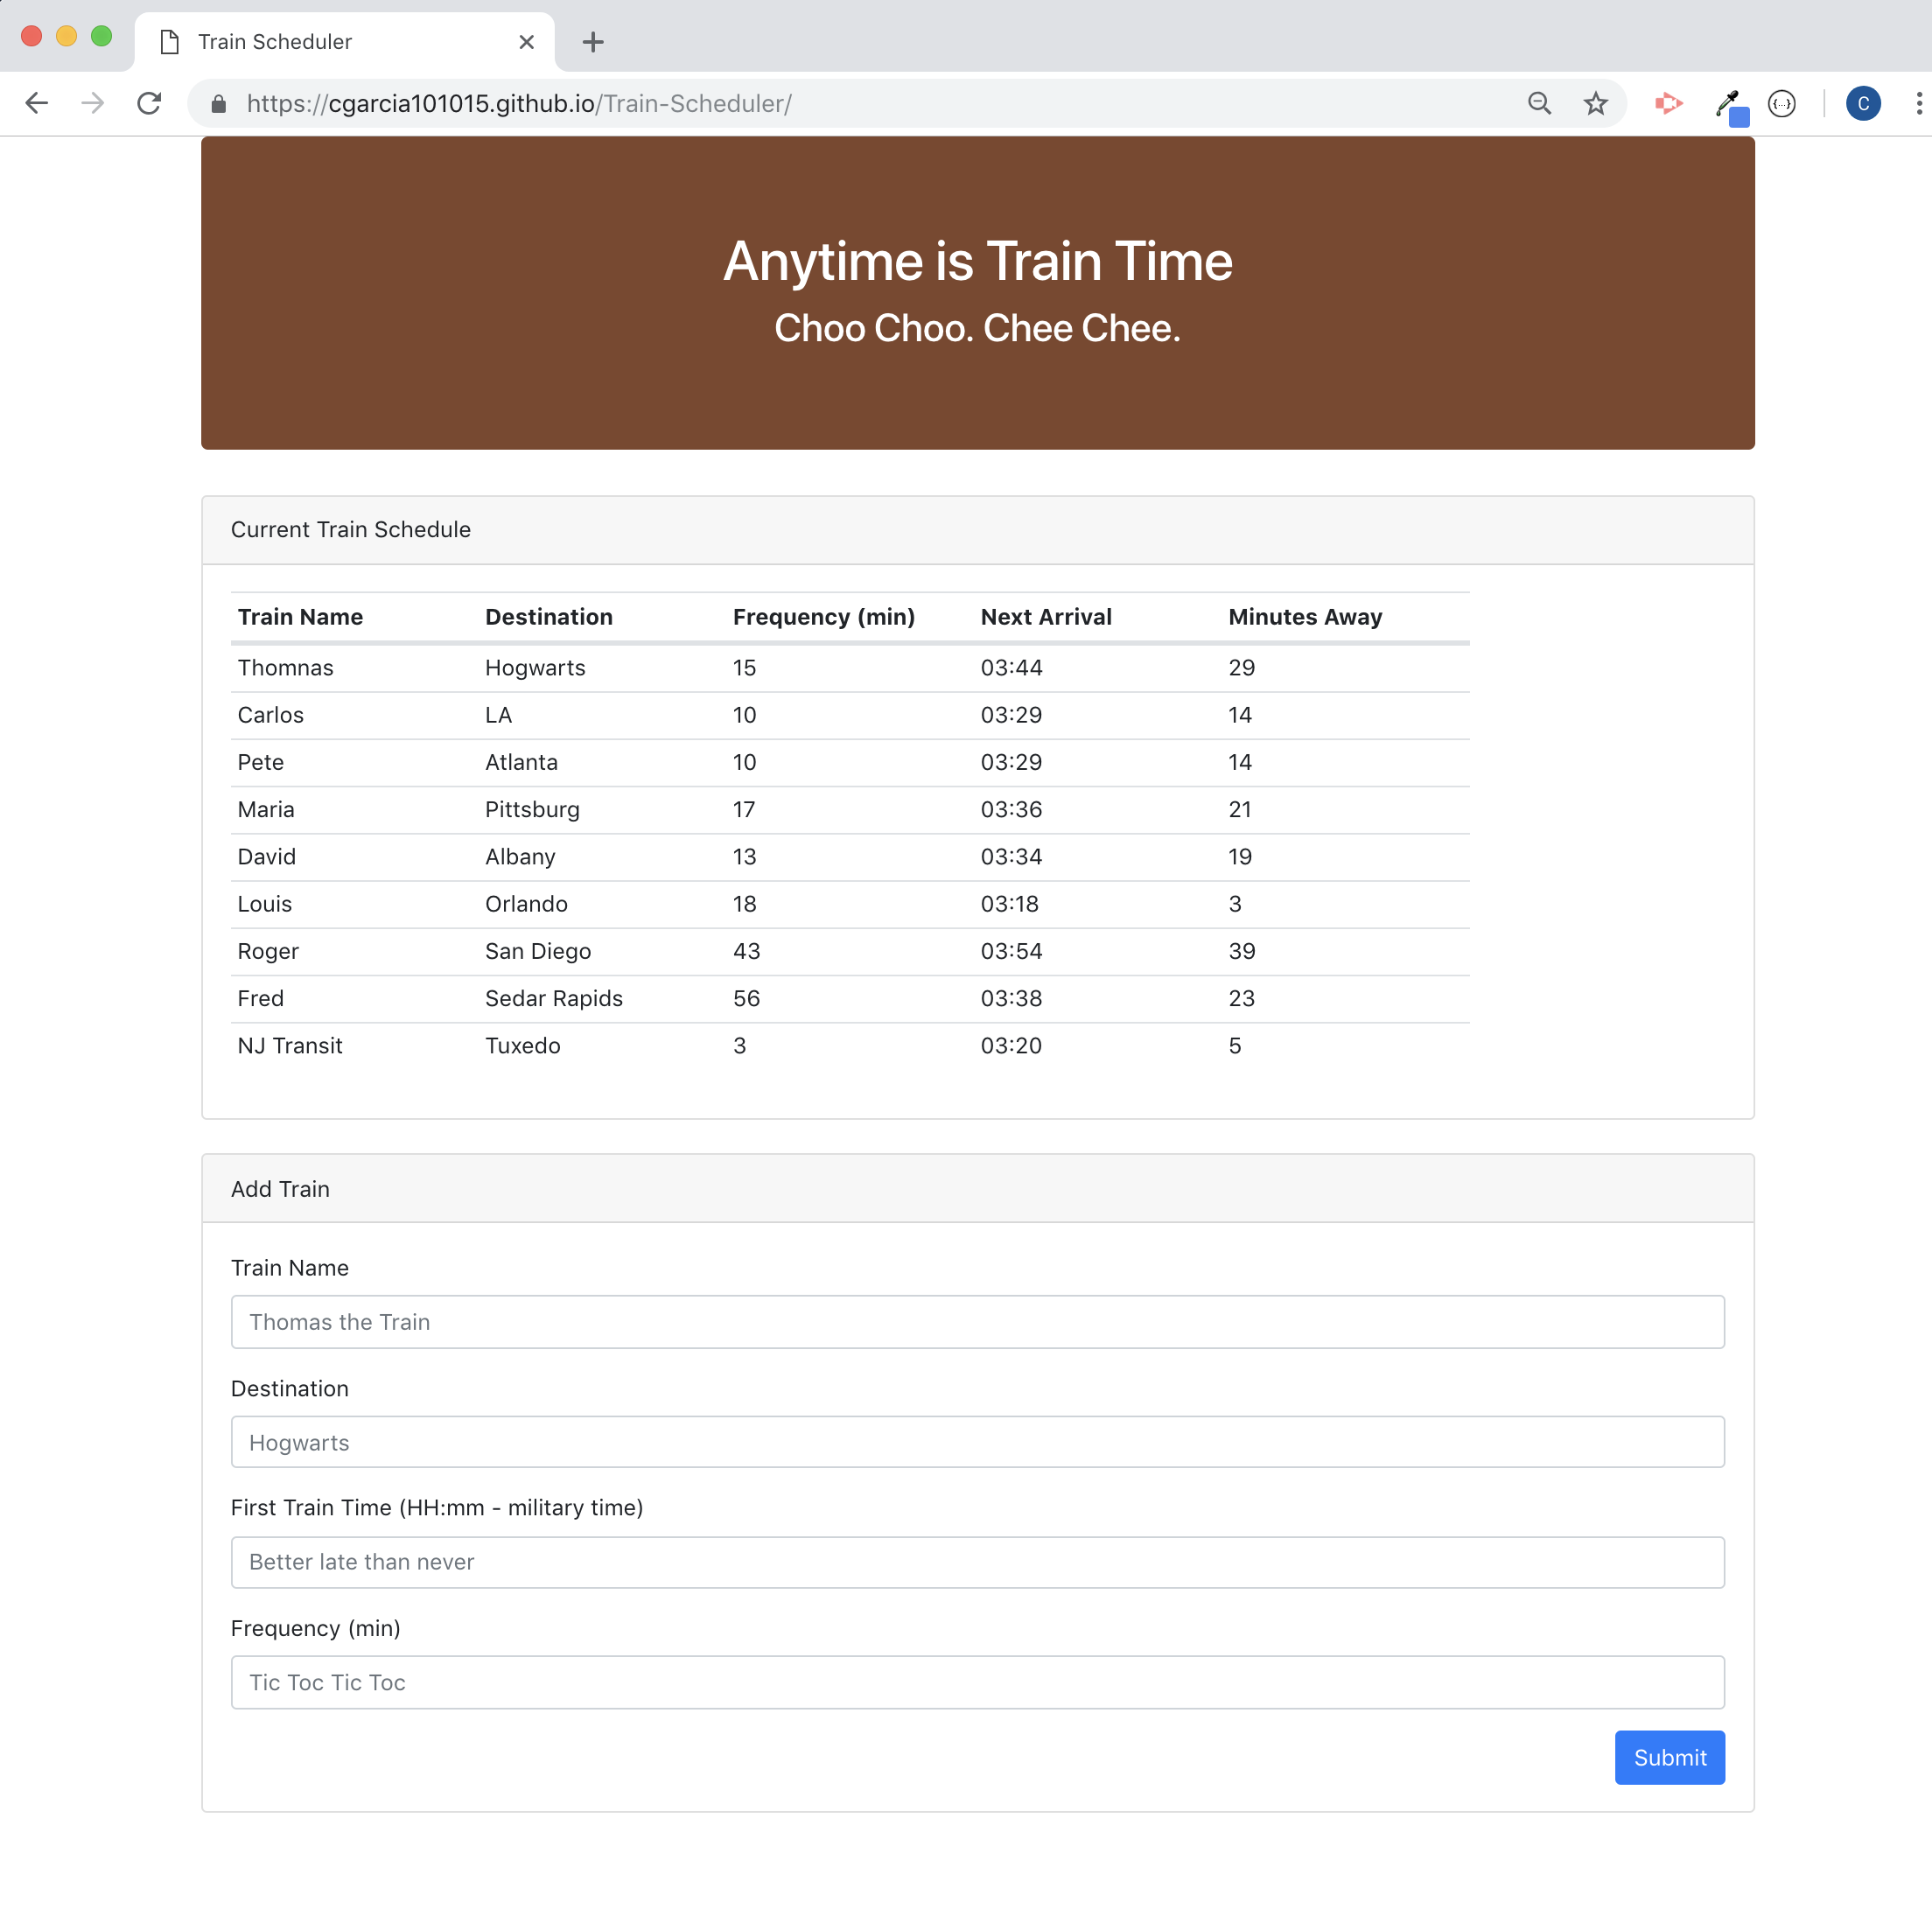 Train Scheduler
https://cgarcia101015.github.io/Train-Scheduler/
C
Anytime is Train Time
Choo Choo. Chee Chee.
Current Train Schedule
Train Name Destination Frequency (min) Next Arrival Minutes Away
Thomnas Hogwarts 15 03:44 29
Carlos LA 10 03:29 14
Pete Atlanta 10 03:29 14
Maria Pittsburg 17 03:36 21
David Albany 13 03:34 19
Louis Orlando 18 03:18 3
Roger San Diego 43 03:54 39
Fred Sedar Rapids 56 03:38 23
NJ Transit Tuxedo 3 03:20 5
Add Train
Train Name
Thomas the Train
Destination
Hogwarts
First Train Time (HH:mm - military time)
Better late than never
Frequency (min)
Tic Toc Tic Toc
Submit